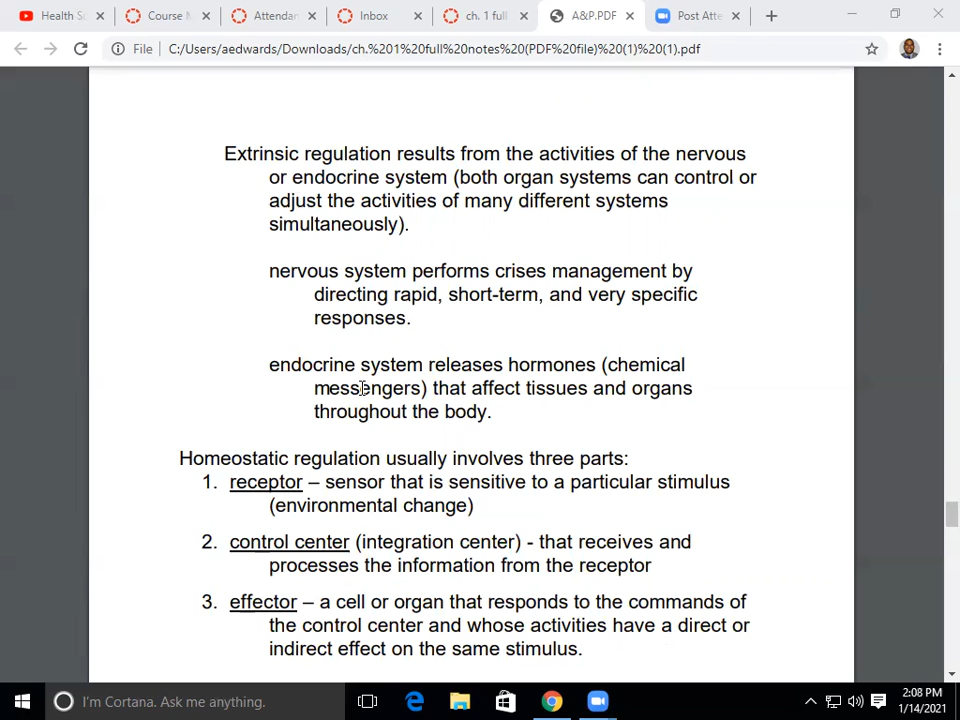 Health S
Course M
Attendan
Inbox
ch. 1 full
A&P.PDF
Post Atte
File
C:/Users/aedwards/Downloads/ch.%201%20full%20notes%20(PDF%20file)%20(1)%20(1).pdf
Extrinsic regulation results from the activities of the nervous
or endocrine system (both organ systems can control or
adjust the activities of many different systems
simultaneously).
nervous system performs crises management by
directing rapid, short-term, and very specific
responses.
endocrine system releases hormones (chemical
messengers) that affect tissues and organs
throughout the body.
Homeostatic regulation usually involves three parts:
1. receptor – sensor that is sensitive to a particular stimulus
(environmental change)
2. control center (integration center) - that receives and
processes the information from the receptor
3. effector – a cell or organ that responds to the commands of
the control center and whose activities have a direct or
indirect effect on the same stimulus.
I'm Cortana. Ask me anything.
2:08 PM
1/14/2021